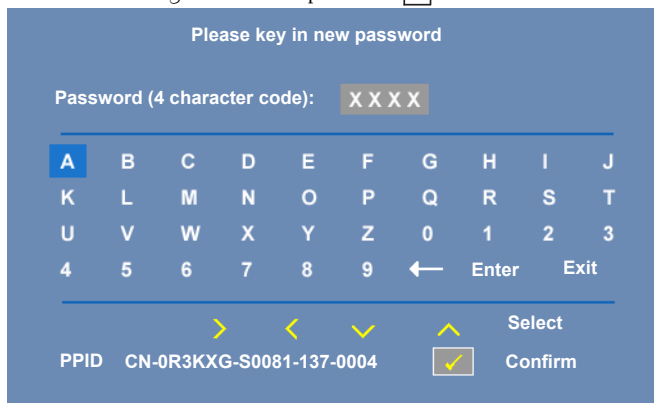 Please key in new password
Password (4 character code): X X X X
A B C D E F G H I J
K L M N O P Q R S T
U V W X Y Z 0 1 2 3
4 5 6 7 8 9 ← Enter Exit
Select
PPID CN-0R3KXG-S0081-137-0004 Confirm